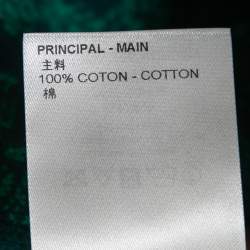 PRINCIPAL - MAIN
主料
100% COTON - COTTON
棉